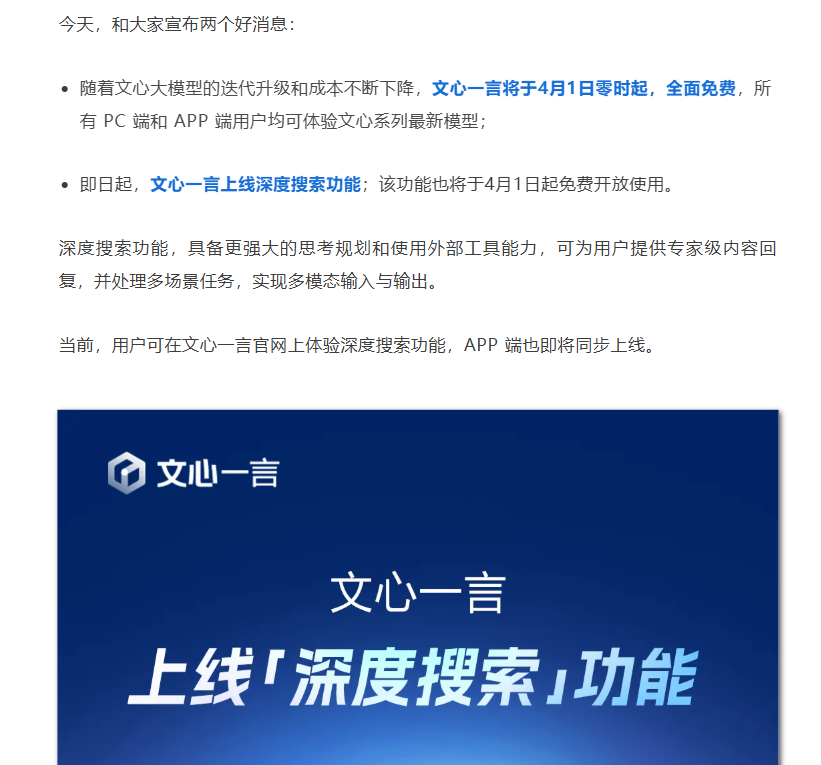 今天，和大家宣布两个好消息：
随着文心大模型的迭代升级和成本不断下降，文心一言将于4月1日零时起，全面免费，所
有 PC 端和 APP 端用户均可体验文心系列最新模型；
即日起，文心一言上线深度搜索功能；该功能也将于4月1日起免费开放使用。
深度搜索功能，具备更强大的思考规划和使用外部工具能力，可为用户提供专家级内容回
复，并处理多场景任务，实现多模态输入与输出。
当前，用户可在文心一言官网上体验深度搜索功能，APP 端也即将同步上线。
文心一言
文心一言
上线「深度搜索」功能